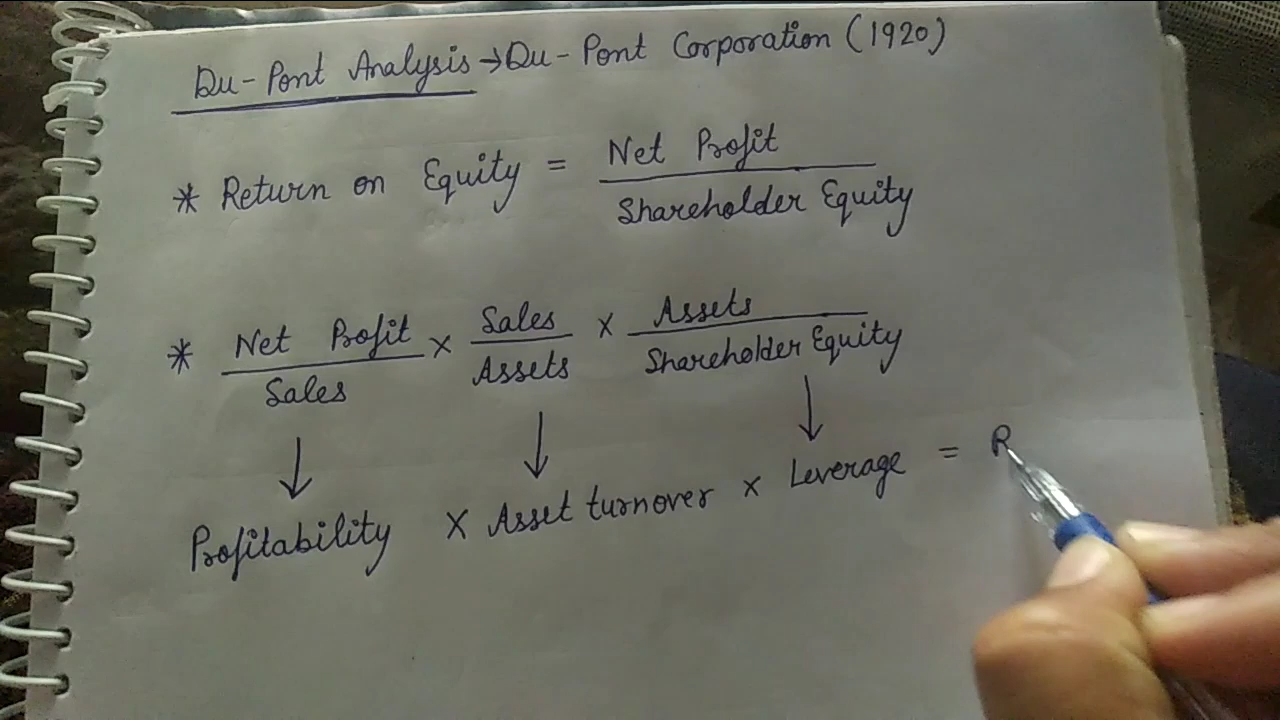 Du-Pont Analysis → Du-Pont Corporation (1920)
* Return on Equity = Net Profit / Shareholder Equity
* Net Profit / Sales × Sales / Assets × Assets / Shareholder Equity
↓ ↓ ↓
Profitability × Asset turnover × Leverage = R